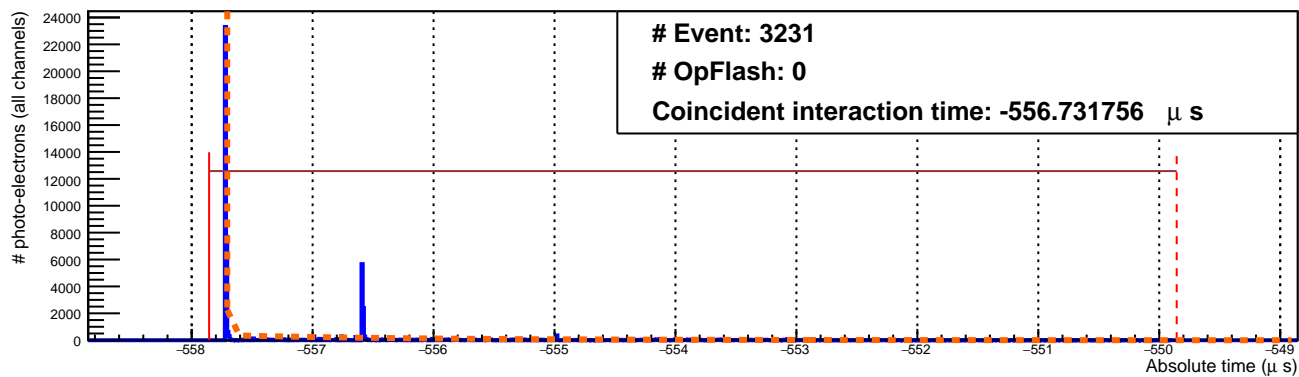 # Event: 3231
# OpFlash: 0
Coincident interaction time: -556.731756 μ s
# photo-electrons (all channels)
24000
22000
20000
18000
16000
14000
12000
10000
8000
6000
4000
2000
0
−558 −557 −556 −555 −554 −553 −552 −551 −550 −549
Absolute time (μ s)